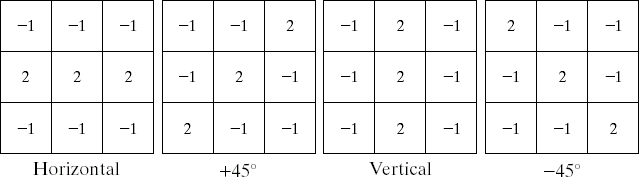 −1 −1 −1 −1 −1 2 −1 2 −1 2 −1 −1
2 2 2 −1 2 −1 −1 2 −1 −1 2 −1
−1 −1 −1 2 −1 −1 −1 2 −1 −1 −1 2
Horizontal +45° Vertical −45°